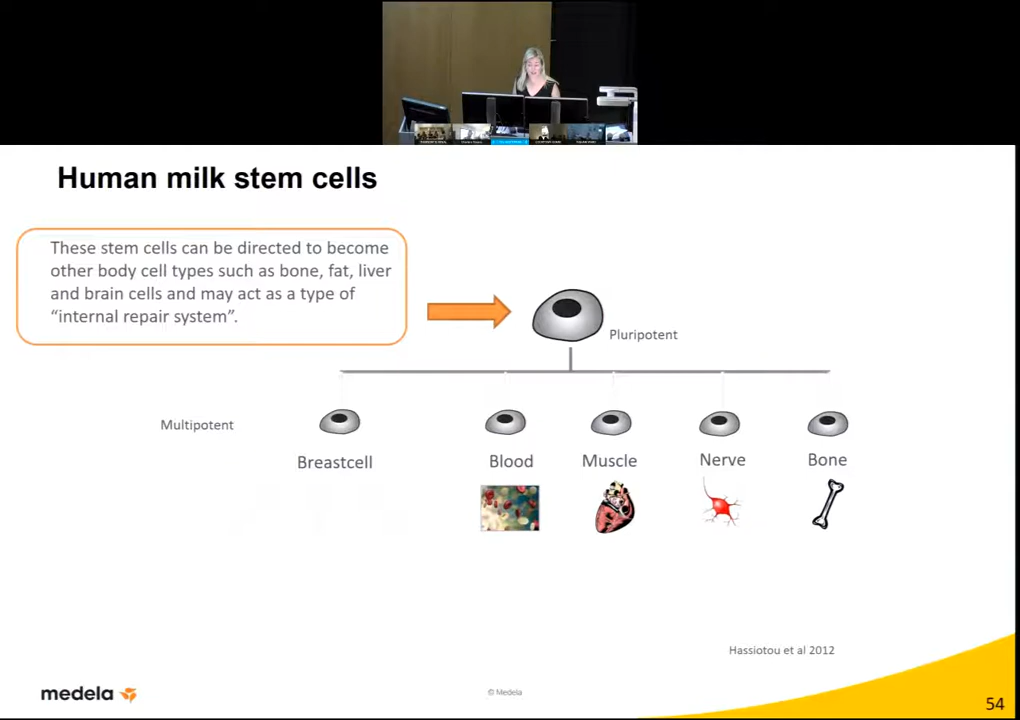 Human milk stem cells
These stem cells can be directed to become
other body cell types such as bone, fat, liver
and brain cells and may act as a type of
“internal repair system”.
Pluripotent
Multipotent
Breastcell
Blood
Muscle
Nerve
Bone
Hassiotou et al 2012
medela
© Medela
54